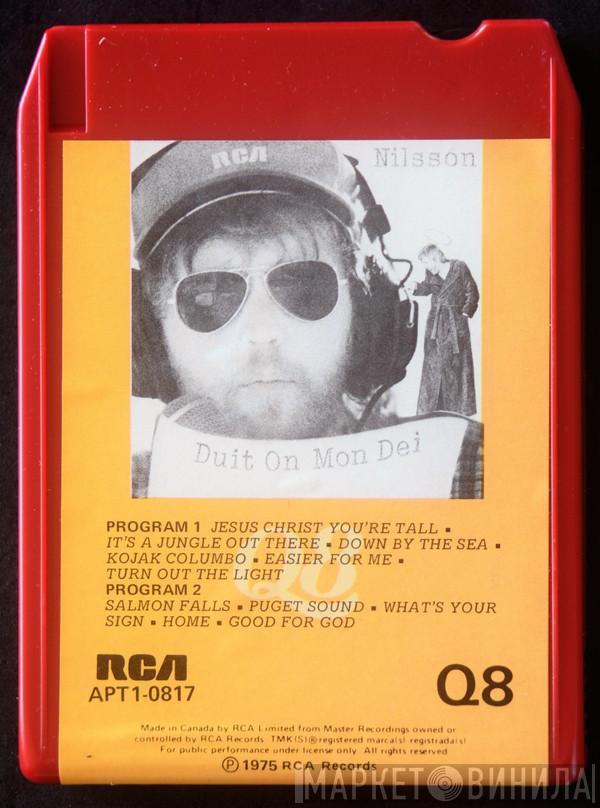 RCA
Nilsson
Duit On Mon Dei
Q8
PROGRAM 1 JESUS CHRIST YOU'RE TALL ▪
IT'S A JUNGLE OUT THERE ▪ DOWN BY THE SEA ▪
KOJAK COLUMBO ▪ EASIER FOR ME ▪
TURN OUT THE LIGHT
PROGRAM 2
SALMON FALLS ▪ PUGET SOUND ▪ WHAT'S YOUR
SIGN ▪ HOME ▪ GOOD FOR GOD
RCA
APT1-0817
Q8
Made in Canada by RCA Limited from Master Recordings owned or
controlled by RCA Records TMK(S)® registered marca(s) registrada(s)
For public performance under license only All rights reserved
Ⓟ 1975 RCA Records
МАРКЕТ ВИНИЛА